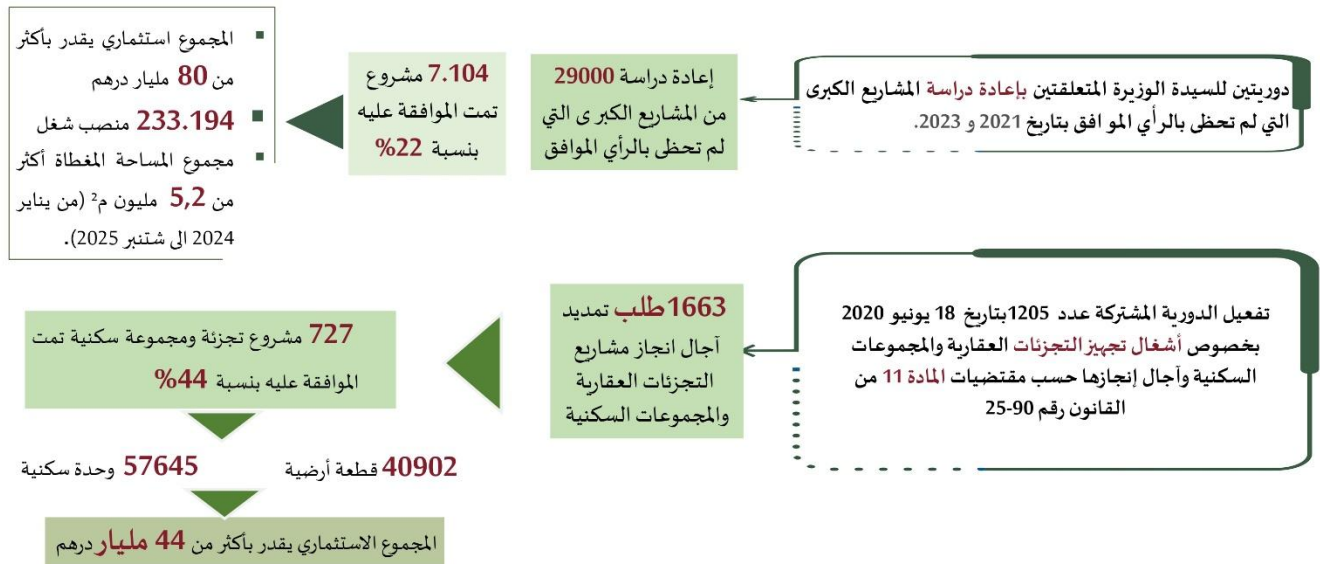 دوريتين للسيدة الوزيرة المتعلقتين بإعادة دراسة المشاريع الكبرى
التي لم تحظى بالرأي المو افق بتاريخ 2021 و 2023.
إعادة دراسة 29000
من المشاريع الكبر ى التي
لم تحظى بالرأي الموافق
7.104 مشروع
تمت الموافقة عليه
بنسبة 22%
▪ المجموع استثماري يقدر بأكثر
من 80 مليار درهم
▪ 233.194 منصب شغل
▪ مجموع المساحة المغطاة أكثر
من 5,2 مليون م² (من يناير
2024 الى شتنبر 2025).
تفعيل الدورية المشتركة عدد 1205بتاريخ 18 يونيو 2020
بخصوص أشغال تجهيز التجزئات العقارية والمجموعات
السكنية وآجال إنجازها حسب مقتضيات المادة 11 من
القانون رقم 90-25
1663طلب تمديد
آجال انجاز مشاريع
التجزئات العقارية
والمجموعات السكنية
727 مشروع تجزئة ومجموعة سكنية تمت
الموافقة عليه بنسبة 44%
40902 قطعة أرضية
57645 وحدة سكنية
المجموع الاستثماري يقدر بأكثر من 44 مليار درهم